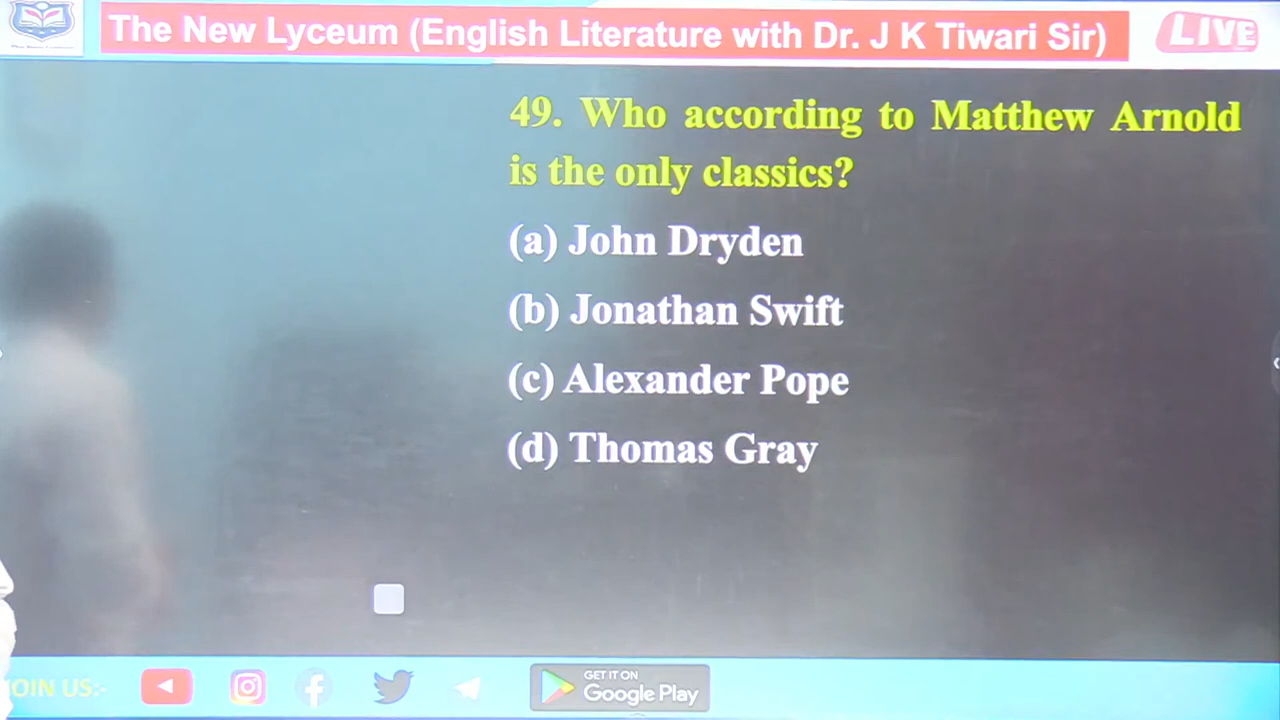 The New Lyceum (English Literature with Dr. J K Tiwari Sir)
LIVE
49. Who according to Matthew Arnold
is the only classics?
(a) John Dryden
(b) Jonathan Swift
(c) Alexander Pope
(d) Thomas Gray
JOIN US:-
GET IT ON
Google Play